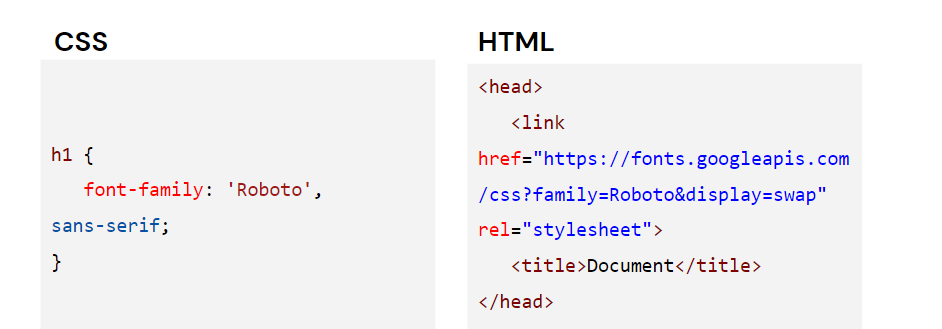 CSS
h1 {
   font-family: 'Roboto',
sans-serif;
}
HTML
<head>
   <link
href="https://fonts.googleapis.com
/css?family=Roboto&display=swap"
rel="stylesheet">
   <title>Document</title>
</head>